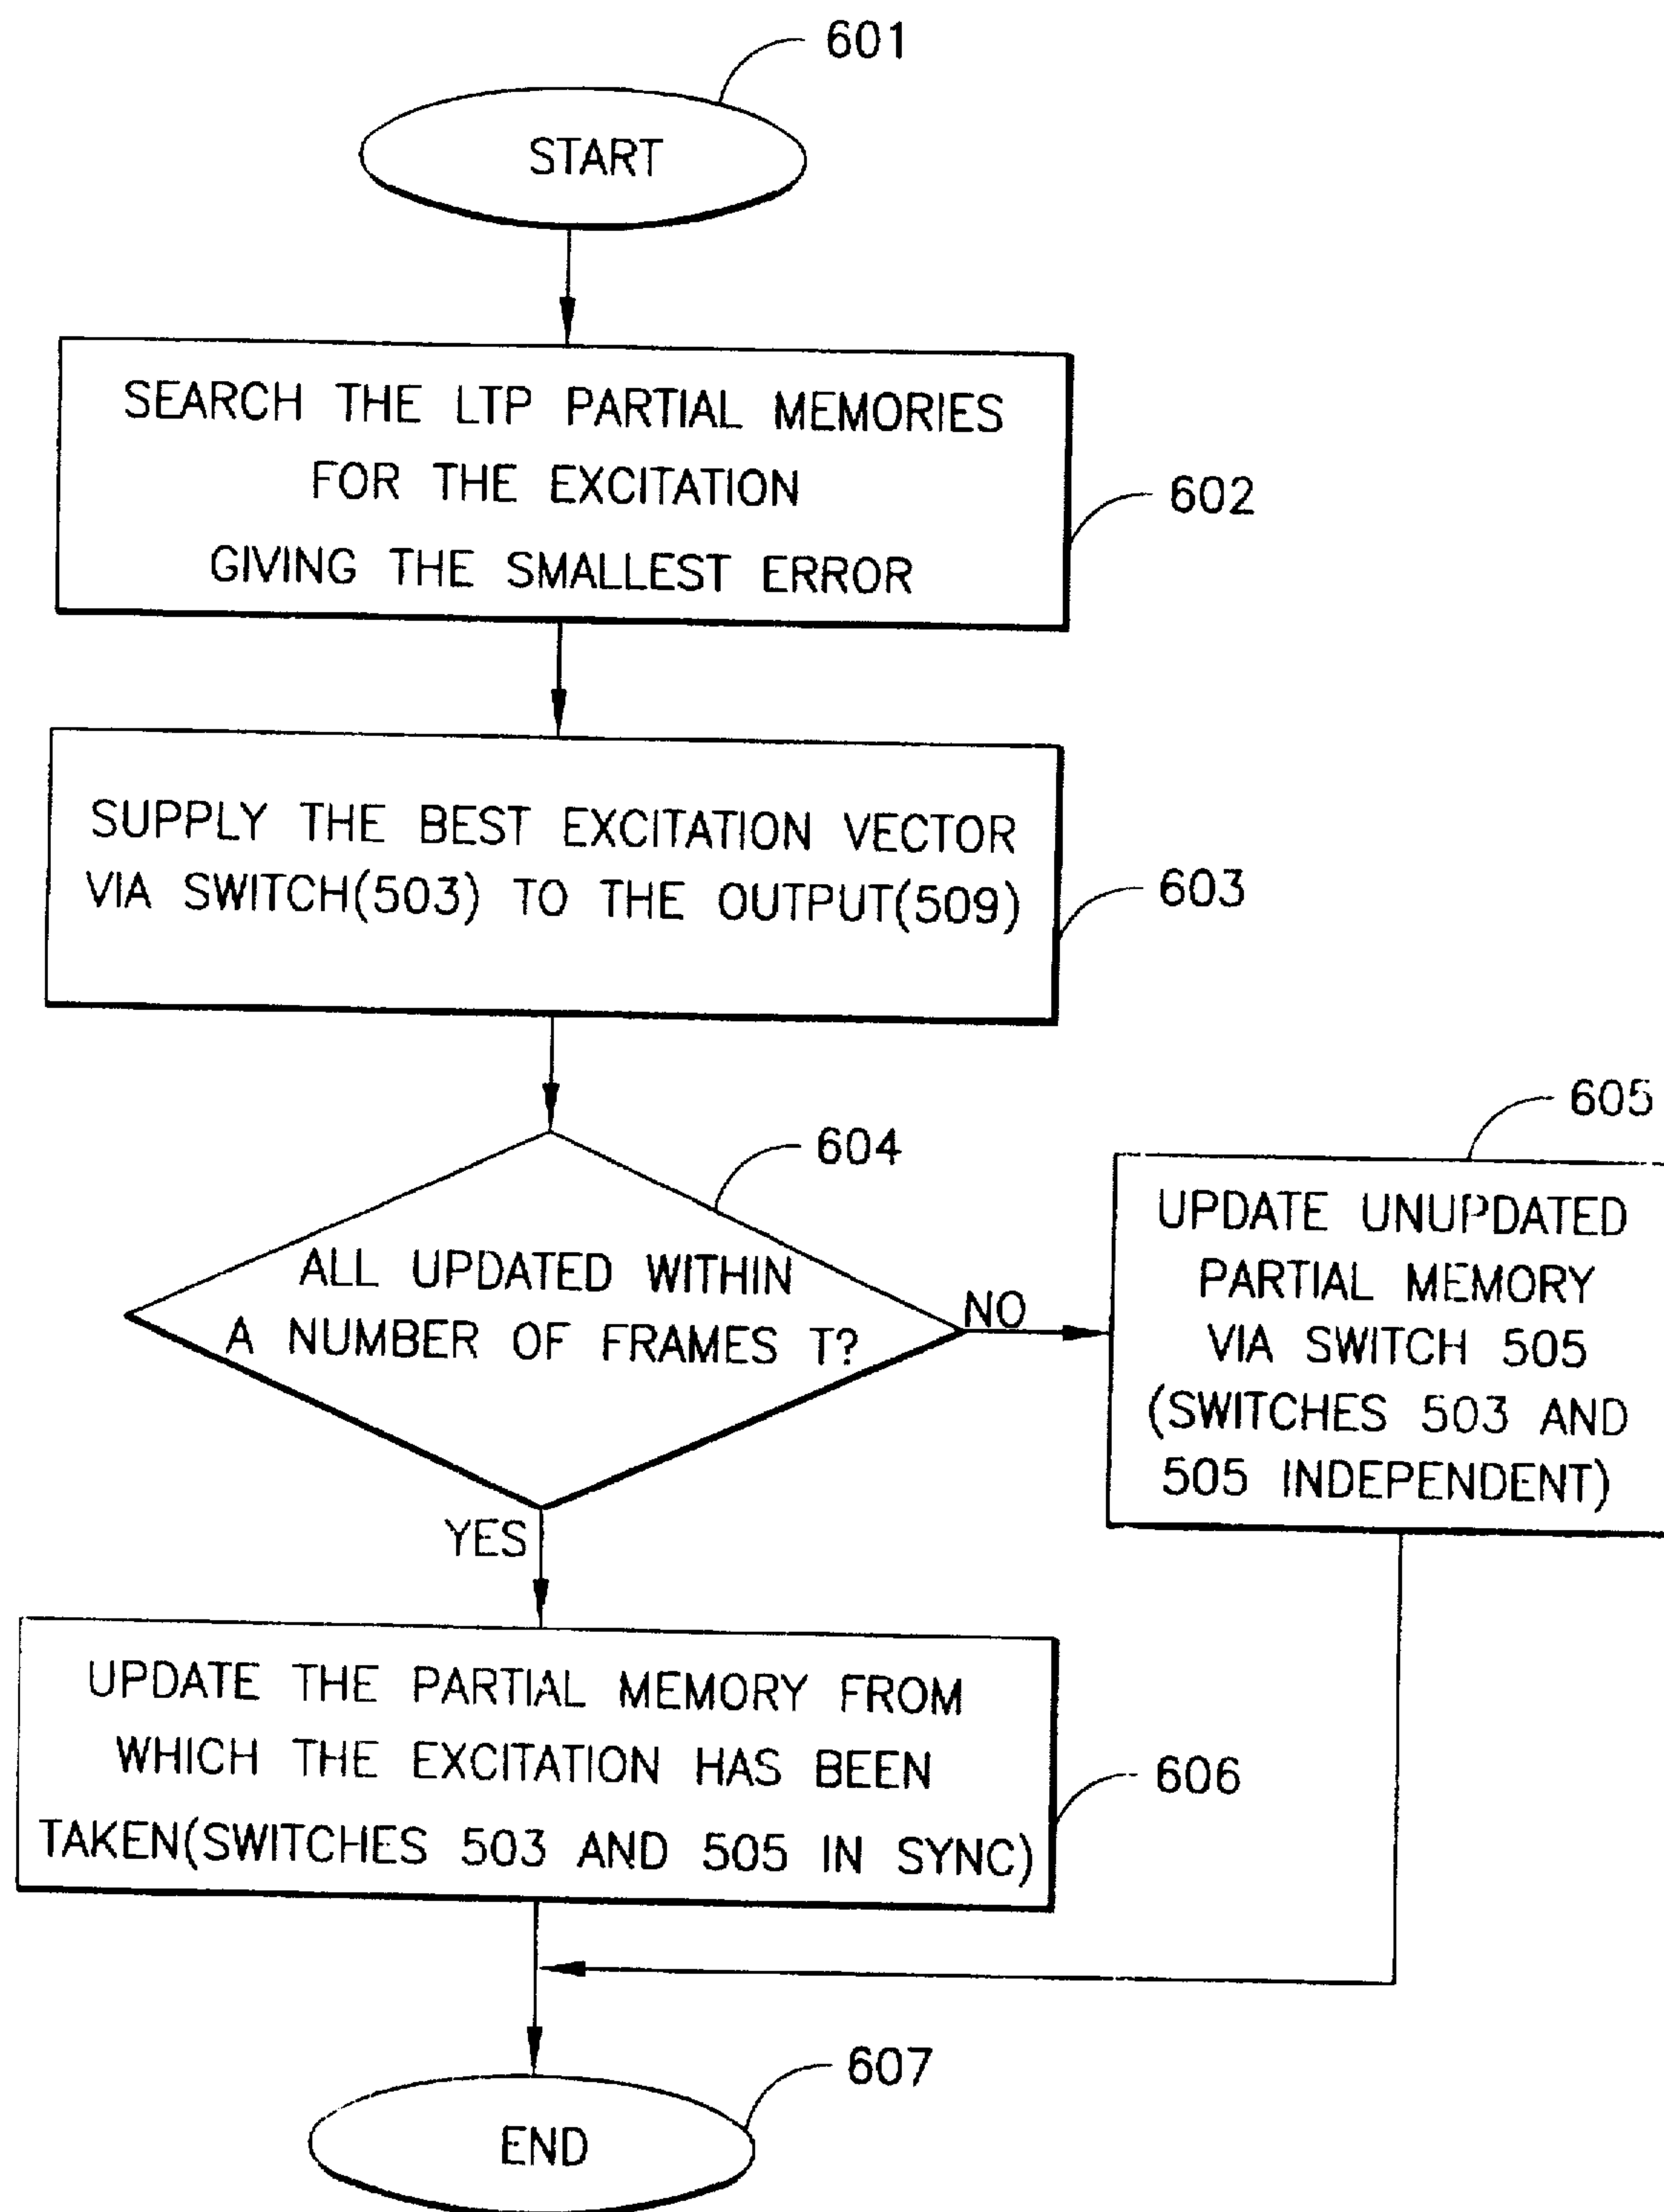 601
START
SEARCH THE LTP PARTIAL MEMORIES
FOR THE EXCITATION
GIVING THE SMALLEST ERROR
602
SUPPLY THE BEST EXCITATION VECTOR
VIA SWITCH(503) TO THE OUTPUT(509)
603
604
ALL UPDATED WITHIN
A NUMBER OF FRAMES T?
NO
YES
605
UPDATE UNUPDATED
PARTIAL MEMORY
VIA SWITCH 505
(SWITCHES 503 AND
505 INDEPENDENT)
UPDATE THE PARTIAL MEMORY FROM
WHICH THE EXCITATION HAS BEEN
TAKEN(SWITCHES 503 AND 505 IN SYNC)
606
607
END